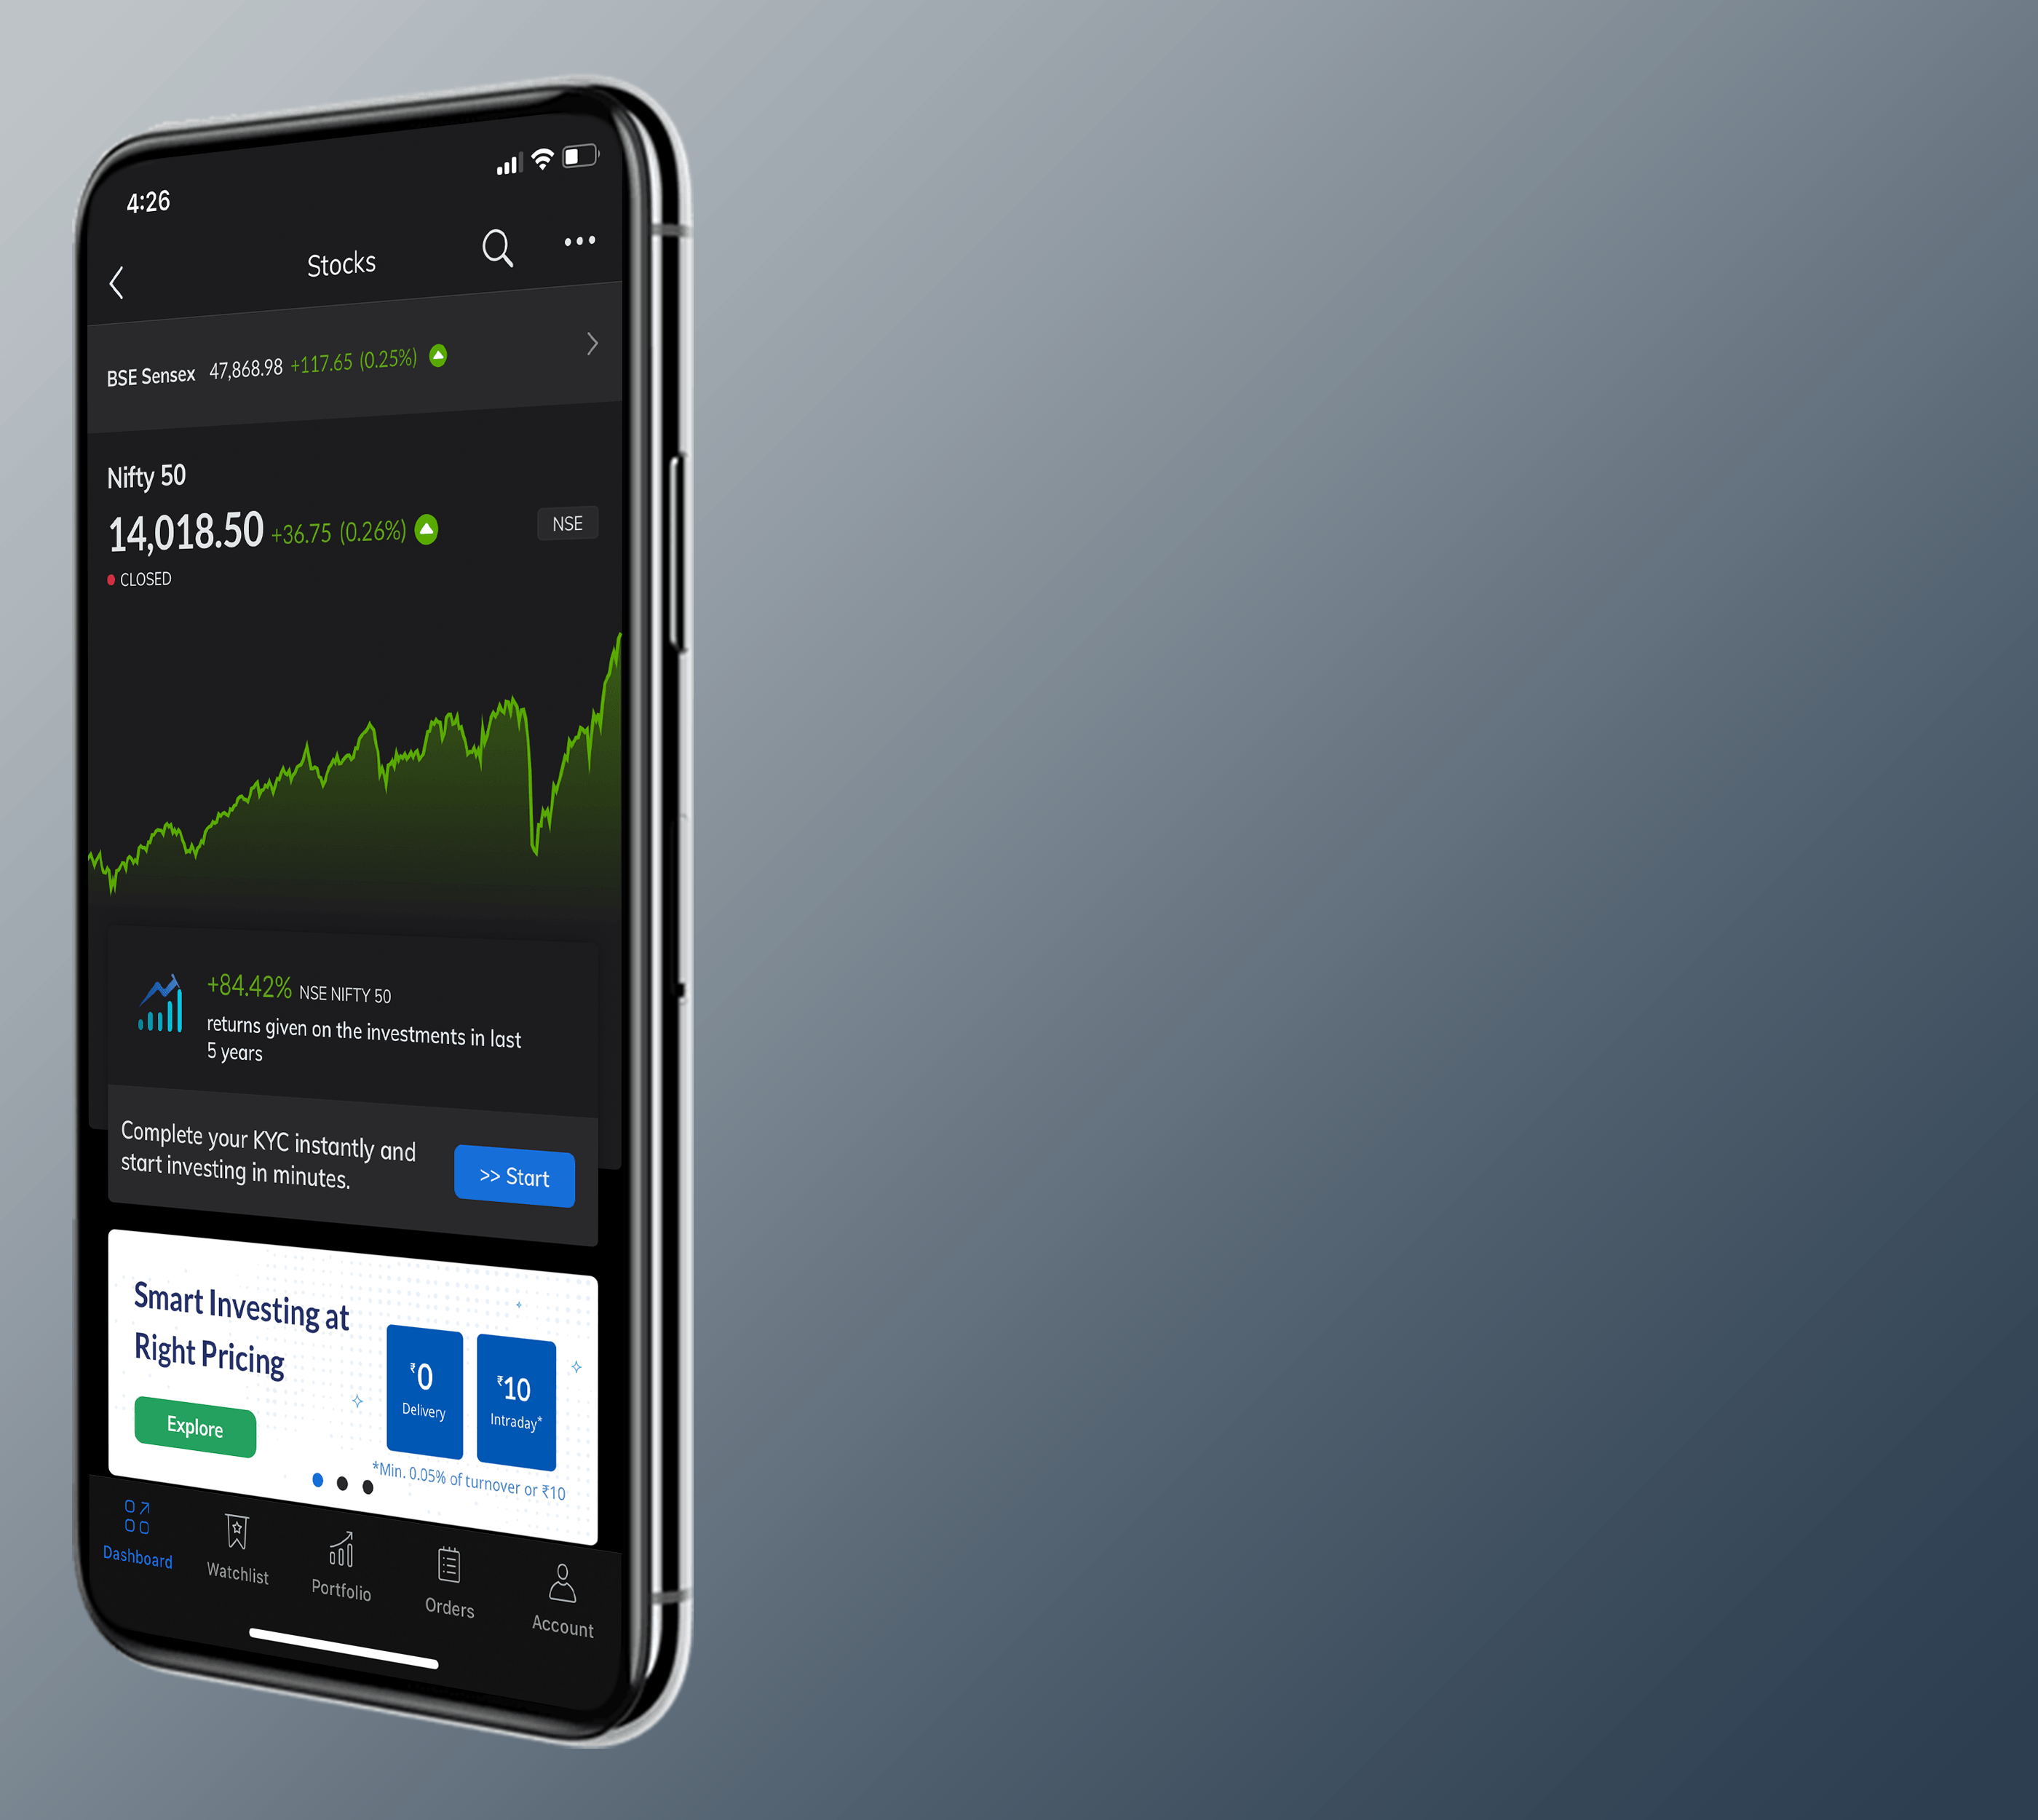 4:26
Stocks
BSE Sensex 47,868.98 +117.65 (0.25%)
Nifty 50
14,018.50 +36.75 (0.26%)
NSE
CLOSED
+84.42% NSE NIFTY 50
returns given on the investments in last
5 years
Complete your KYC instantly and
start investing in minutes.
>> Start
Smart Investing at
Right Pricing
Explore
₹0
Delivery
₹10
Intraday*
*Min. 0.05% of turnover or ₹10
Dashboard
Watchlist
Portfolio
Orders
Account